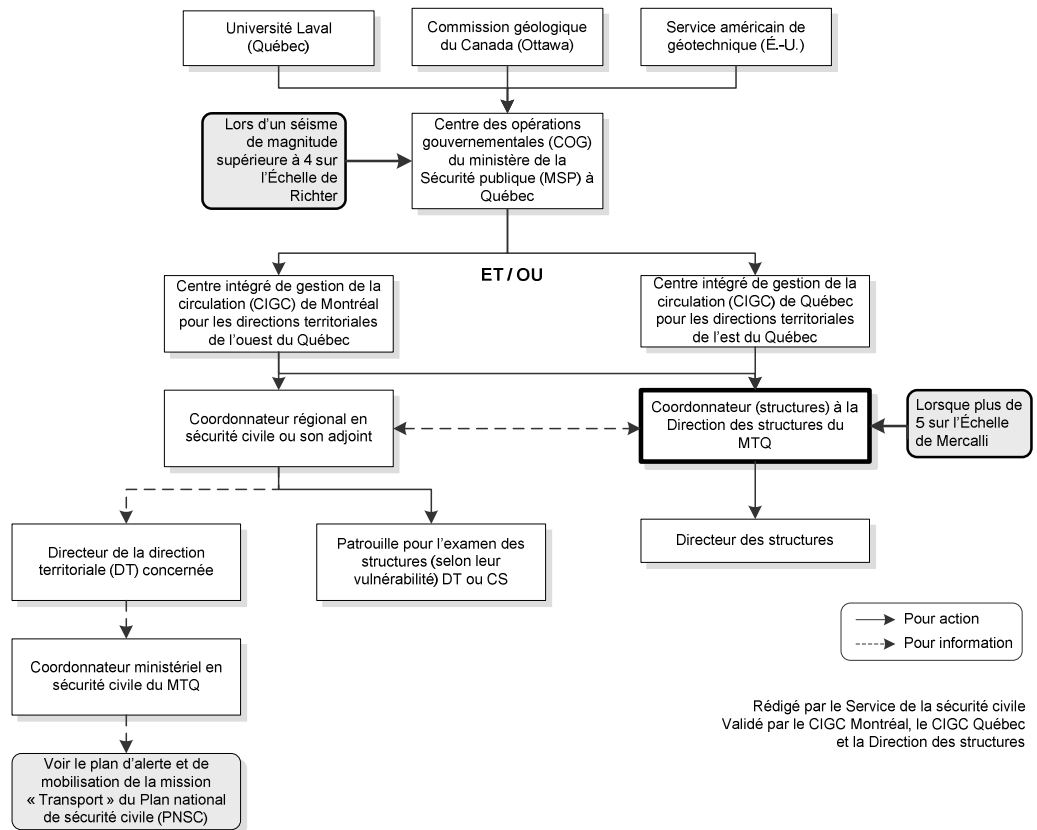 Université Laval
(Québec)
Commission géologique
du Canada (Ottawa)
Service américain de
géotechnique (É.-U.)
Lors d'un séisme
de magnitude
supérieure à 4 sur
l'Échelle de
Richter
Centre des opérations
gouvernementales (COG)
du ministère de la
Sécurité publique (MSP) à
Québec
ET / OU
Centre intégré de gestion de la
circulation (CIGC) de Montréal
pour les directions territoriales
de l'ouest du Québec
Centre intégré de gestion de la
circulation (CIGC) de Québec
pour les directions territoriales
de l'est du Québec
Coordonnateur régional en
sécurité civile ou son adjoint
Coordonnateur (structures) à la
Direction des structures du
MTQ
Lorsque plus de
5 sur l'Échelle
de Mercalli
Directeur de la direction
territoriale (DT) concernée
Patrouille pour l'examen des
structures (selon leur
vulnérabilité) DT ou CS
Directeur des structures
Pour action
Pour information
Coordonnateur ministériel en
sécurité civile du MTQ
Rédigé par le Service de la sécurité civile
Validé par le CIGC Montréal, le CIGC Québec
et la Direction des structures
Voir le plan d'alerte et de
mobilisation de la mission
« Transport » du Plan national
de sécurité civile (PNSC)